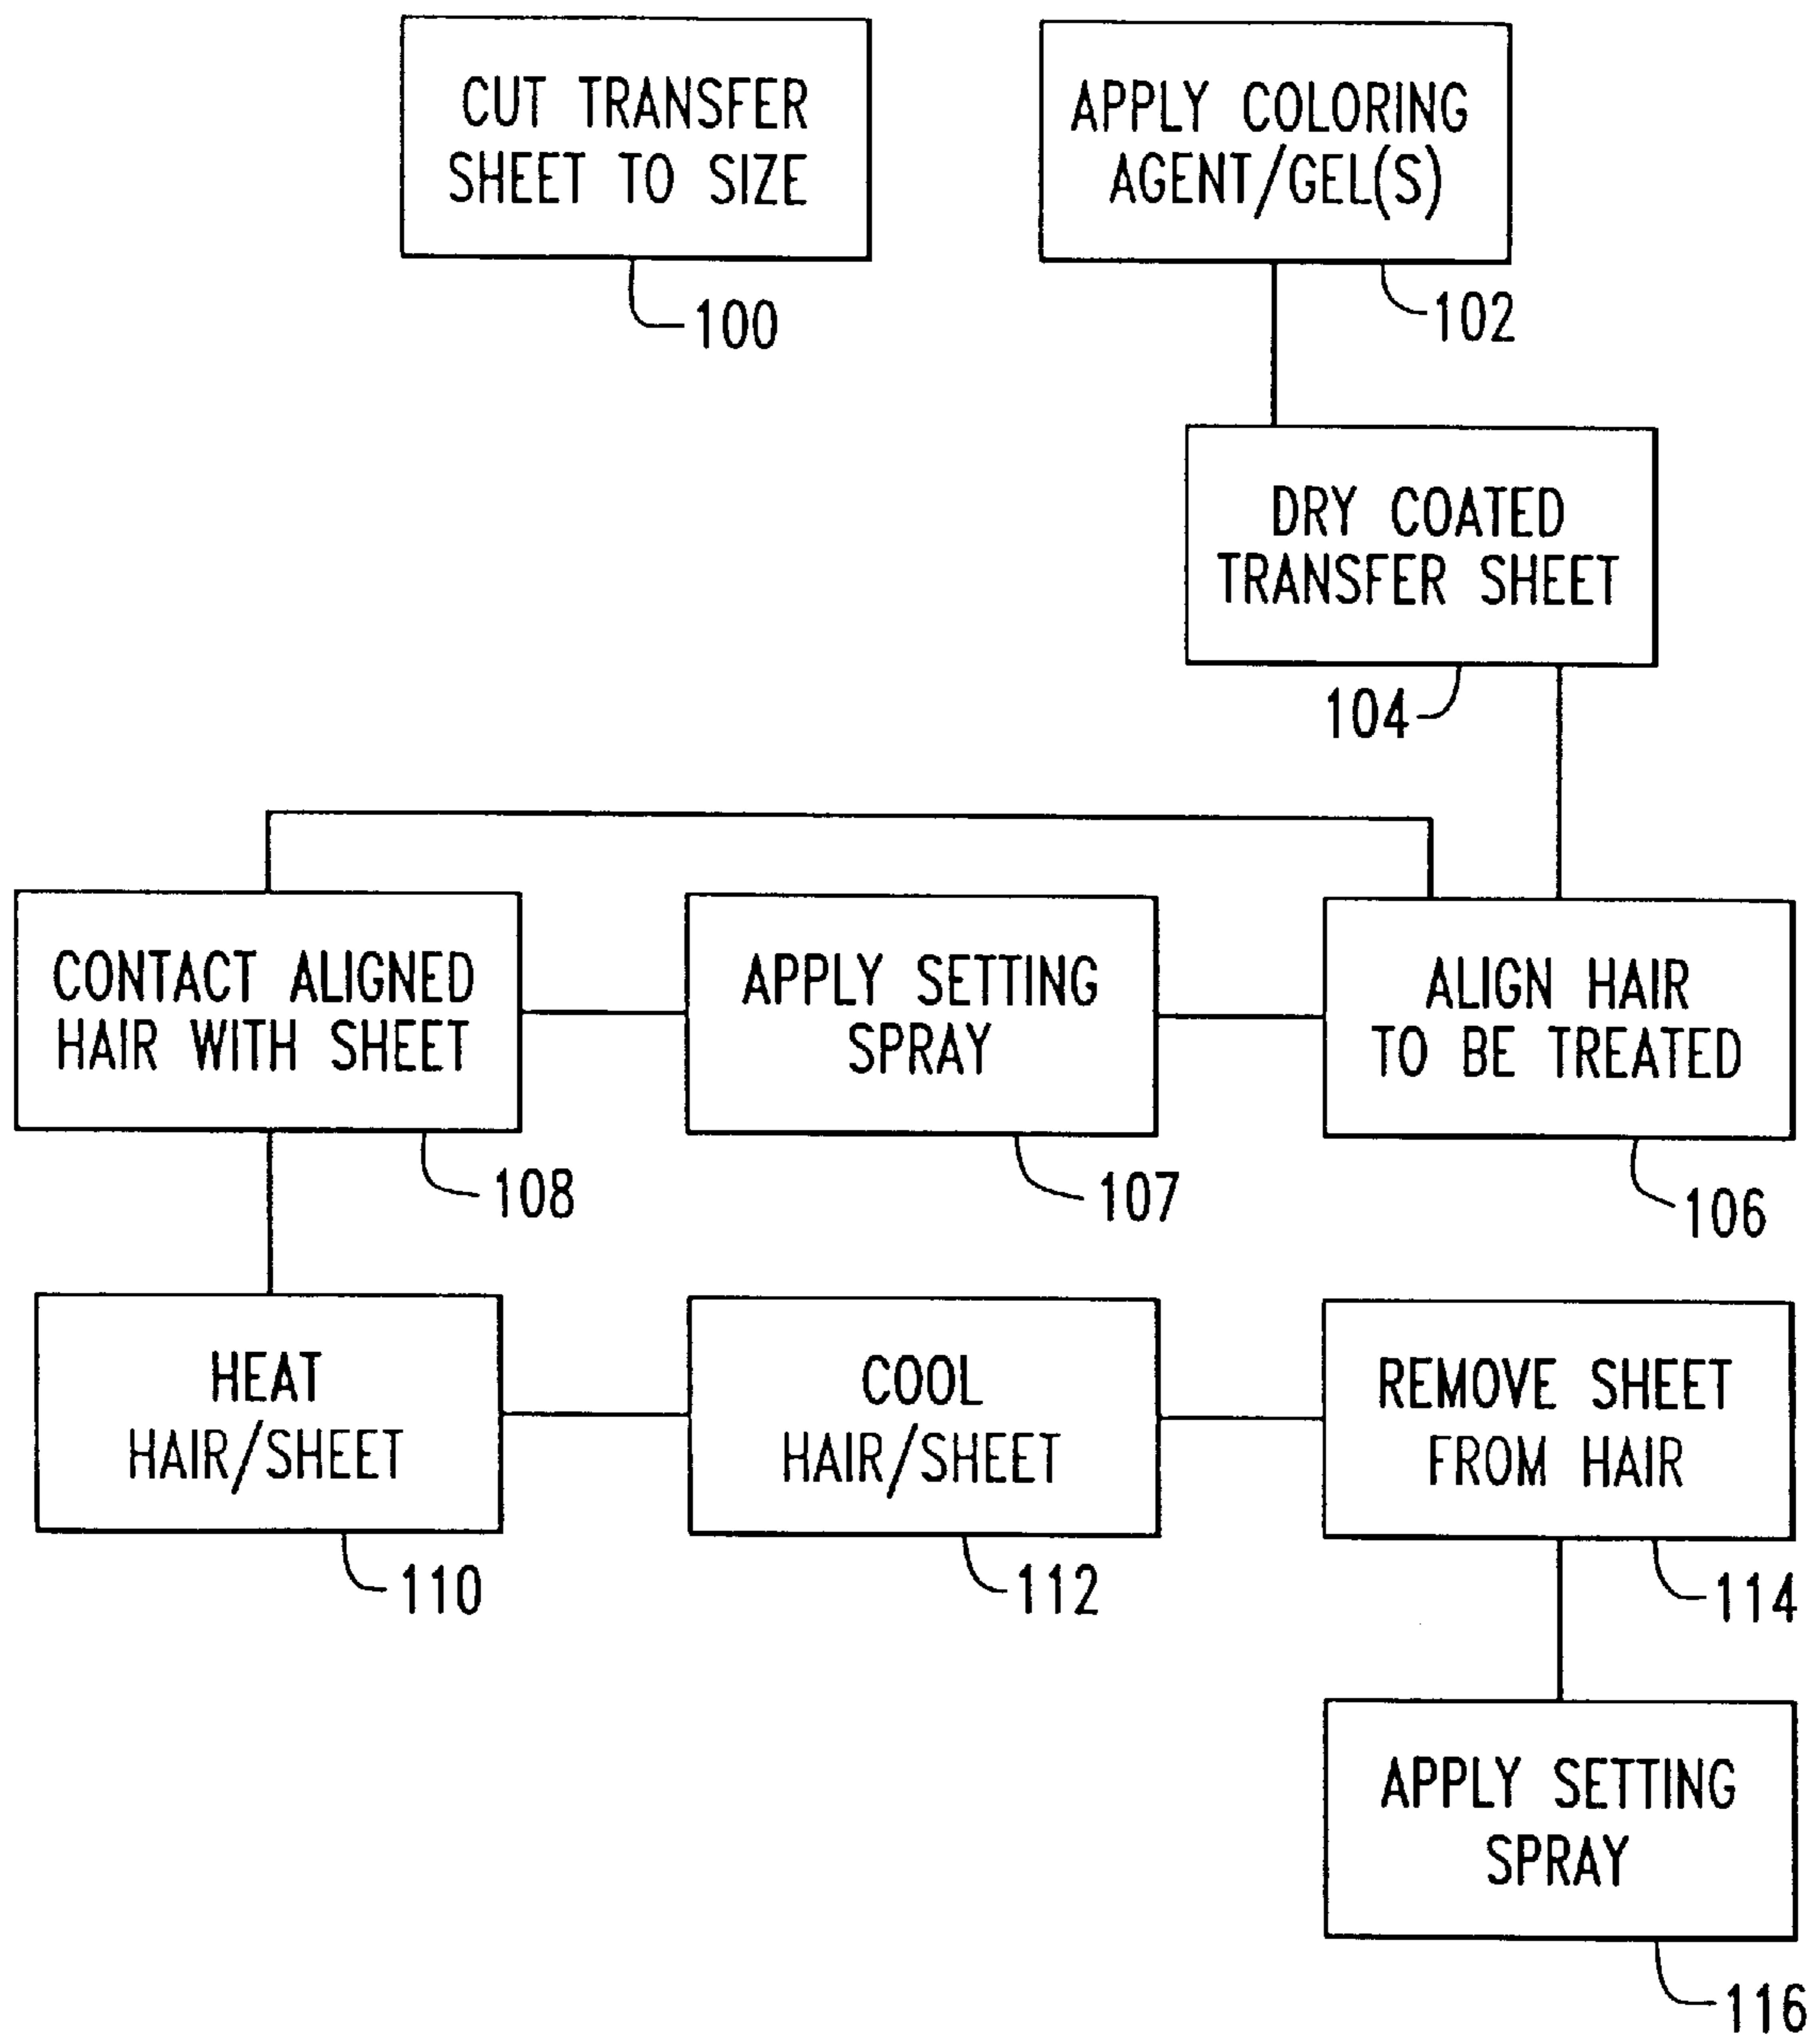 CUT TRANSFER
SHEET TO SIZE
100
APPLY COLORING
AGENT/GEL(S)
102
DRY COATED
TRANSFER SHEET
104
CONTACT ALIGNED
HAIR WITH SHEET
108
APPLY SETTING
SPRAY
107
ALIGN HAIR
TO BE TREATED
106
HEAT
HAIR/SHEET
110
COOL
HAIR/SHEET
112
REMOVE SHEET
FROM HAIR
114
APPLY SETTING
SPRAY
116